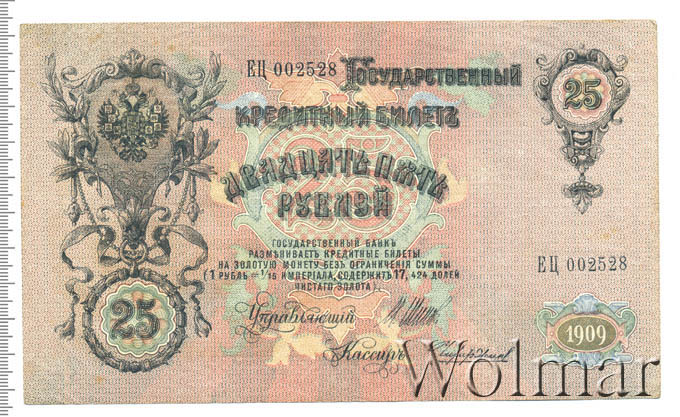 ЕЦ 002528 Государственный
25
Кредитный Билетъ
Двадцать пять
25
Рублей
ГОСУДАРСТВЕННЫЙ БАНКЪ
РАЗМѢНИВАЕТЪ КРЕДИТНЫЕ БИЛЕТЫ
НА ЗОЛОТУЮ МОНЕТУ БЕЗЪ ОГРАНИЧЕНІЯ СУММЫ
(1 РУБЛЬ = 1/15 ИМПЕРІАЛА, СОДЕРЖИТЪ 17,424 ДОЛЕЙ
ЧИСТАГО ЗОЛОТА).
ЕЦ 002528
25
Управляющій
Кассиръ
1909
Wolmar